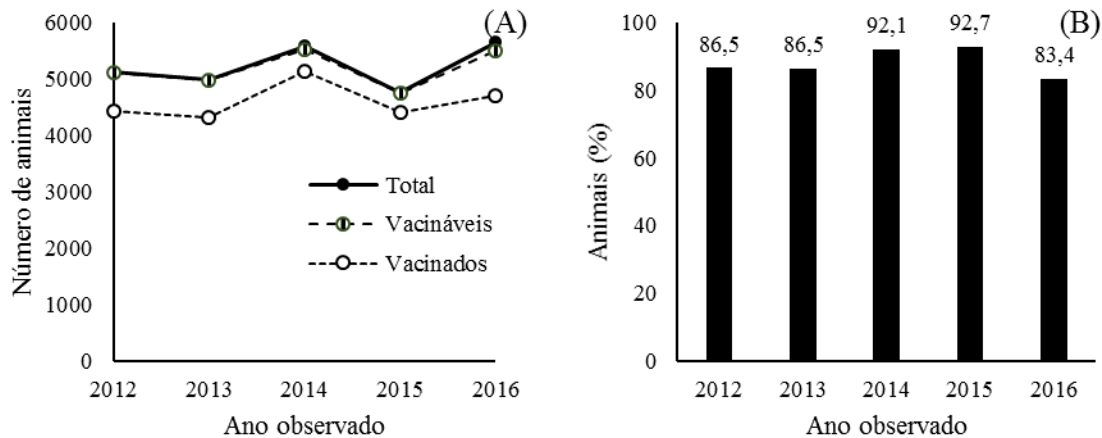 (A)
6000
5000
4000
3000
2000
1000
0
Número de animais
Total
Vacináveis
Vacinados
2012 2013 2014 2015 2016
Ano observado
(B)
100
80
60
40
20
0
Animais (%)
86,5 86,5 92,1 92,7 83,4
2012 2013 2014 2015 2016
Ano observado